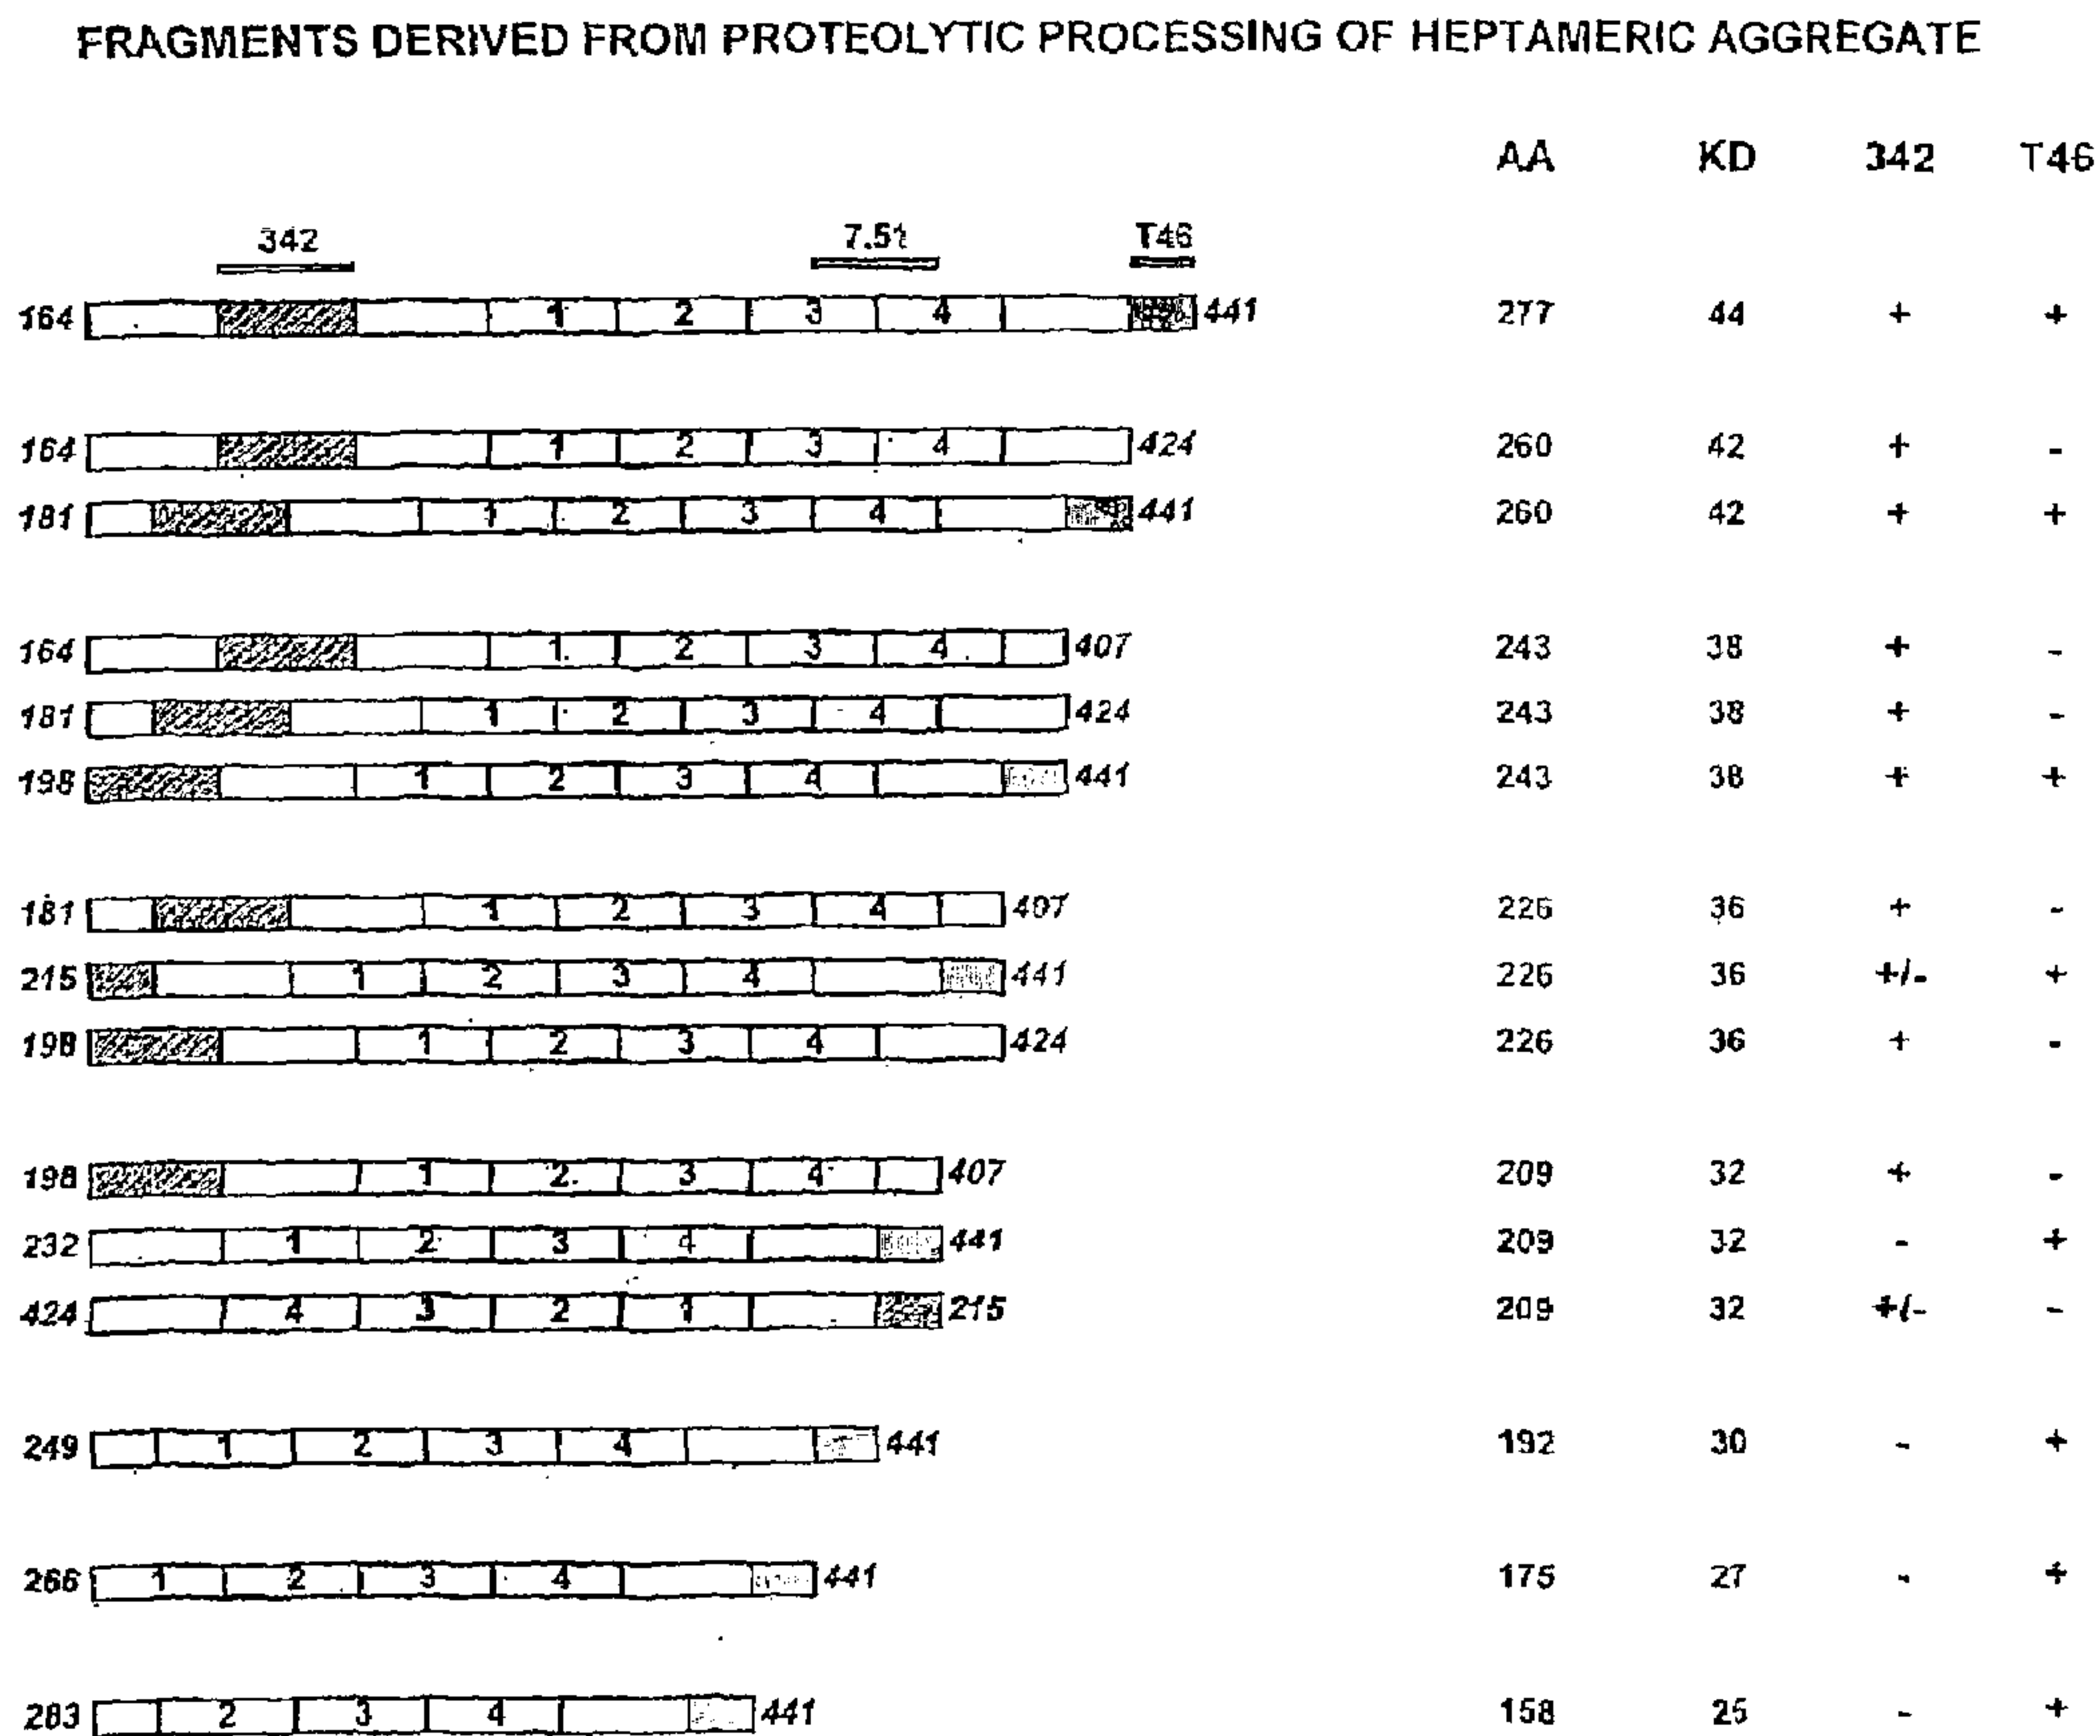 FRAGMENTS DERIVED FROM PROTEOLYTIC PROCESSING OF HEPTAMERIC AGGREGATE
AA KD 342 T46
342 7.51 T46
164 1 2 3 4 441 277 44 + +
164 1 2 3 4 424 260 42 + -
181 1 2 3 4 441 260 42 + +
164 1 2 3 4 407 243 38 + -
181 1 2 3 4 424 243 38 + -
198 1 2 3 4 441 243 38 + +
181 1 2 3 4 407 226 36 + -
215 1 2 3 4 441 226 36 +/- +
198 1 2 3 4 424 226 36 + -
198 1 2 3 4 407 209 32 + -
232 1 2 3 4 441 209 32 - +
424 4 3 2 1 215 209 32 +/- -
249 1 2 3 4 441 192 30 - +
266 1 2 3 4 441 175 27 - +
283 2 3 4 441 158 25 - +